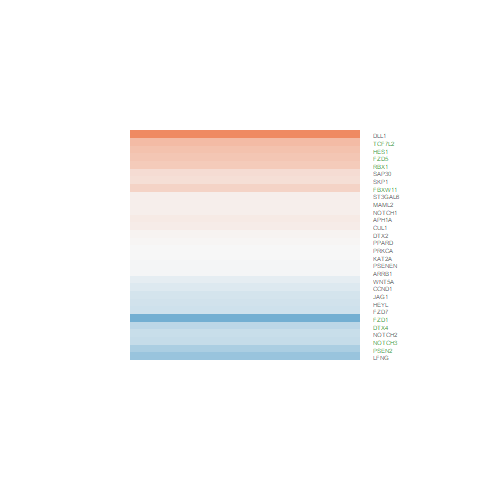 DLL1
TCF7L2
HES1
FZD5
RBX1
SAP30
SKP1
FBXW11
ST3GAL6
MAML2
NOTCH1
APH1A
CUL1
DTX2
PPARD
PRKCA
KAT2A
PSENEN
ARRB1
WNT5A
CCND1
JAG1
HEYL
FZD7
FZD1
DTX4
NOTCH2
NOTCH3
PSEN2
LFNG